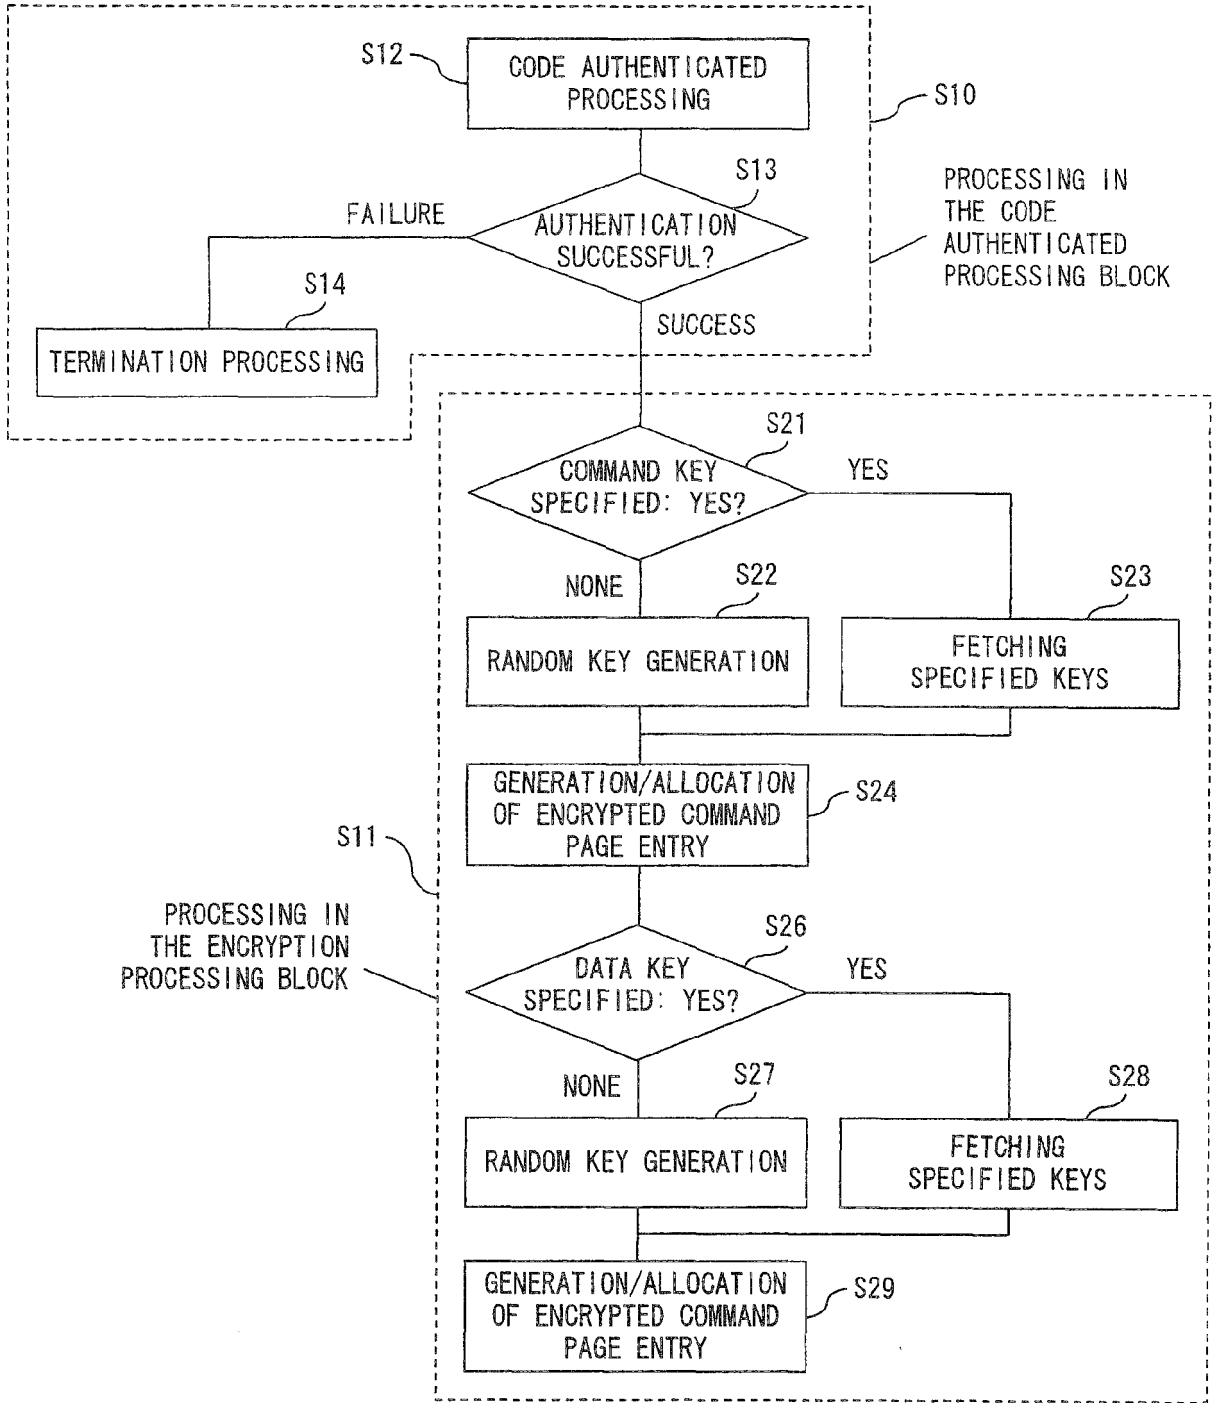 S12
CODE AUTHENTICATED
PROCESSING
S10
S13
PROCESSING IN
THE CODE
AUTHENTICATED
PROCESSING BLOCK
FAILURE
AUTHENTICATION
SUCCESSFUL?
S14
SUCCESS
TERMINATION PROCESSING
S21
COMMAND KEY
SPECIFIED: YES?
YES
NONE
S22
S23
RANDOM KEY GENERATION
FETCHING
SPECIFIED KEYS
GENERATION/ALLOCATION
OF ENCRYPTED COMMAND
PAGE ENTRY
S24
S11
PROCESSING IN
THE ENCRYPTION
PROCESSING BLOCK
S26
DATA KEY
SPECIFIED: YES?
YES
NONE
S27
S28
RANDOM KEY GENERATION
FETCHING
SPECIFIED KEYS
GENERATION/ALLOCATION
OF ENCRYPTED COMMAND
PAGE ENTRY
S29